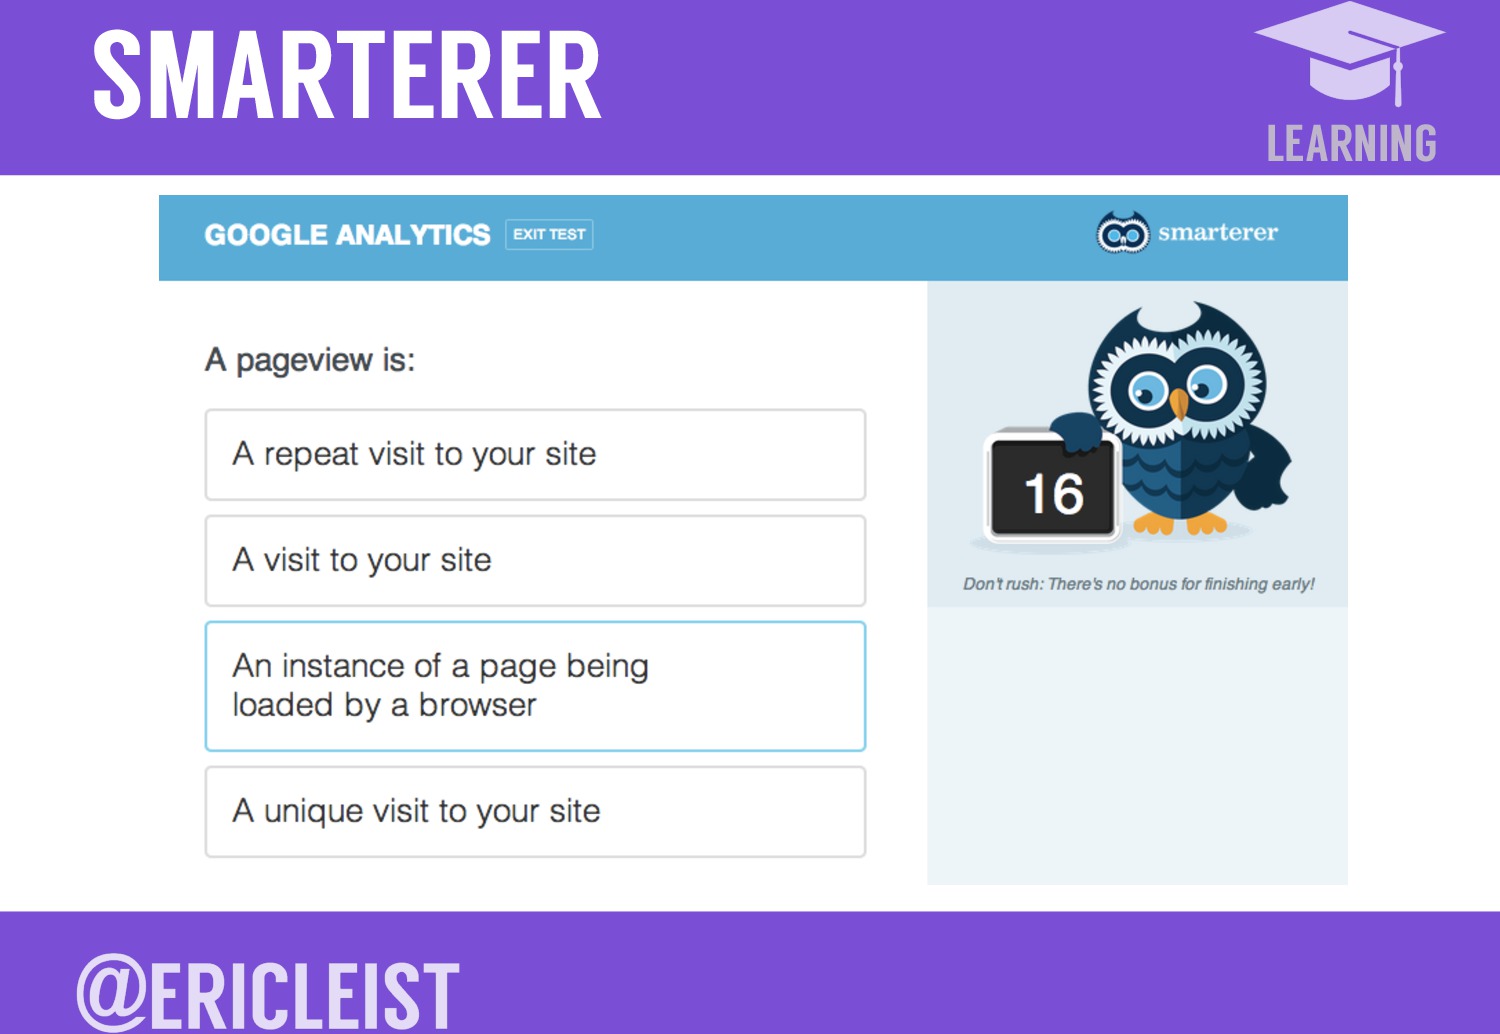 SMARTERER
LEARNING
GOOGLE ANALYTICS
EXIT TEST
smarterer
A pageview is:
A repeat visit to your site
A visit to your site
An instance of a page being
loaded by a browser
A unique visit to your site
16
Don't rush: There's no bonus for finishing early!
@ERICLEIST